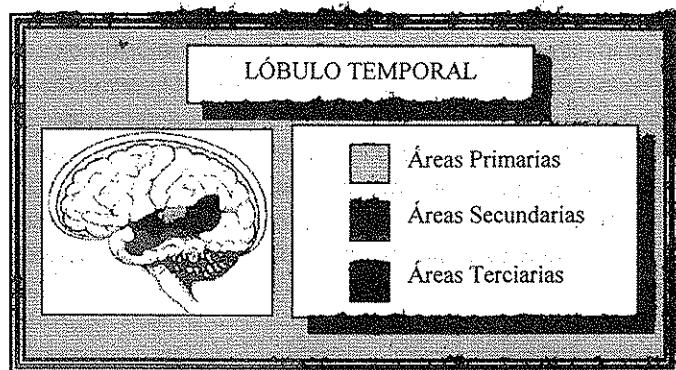 LÓBULO TEMPORAL
Áreas Primarias
Áreas Secundarias
Áreas Terciarias